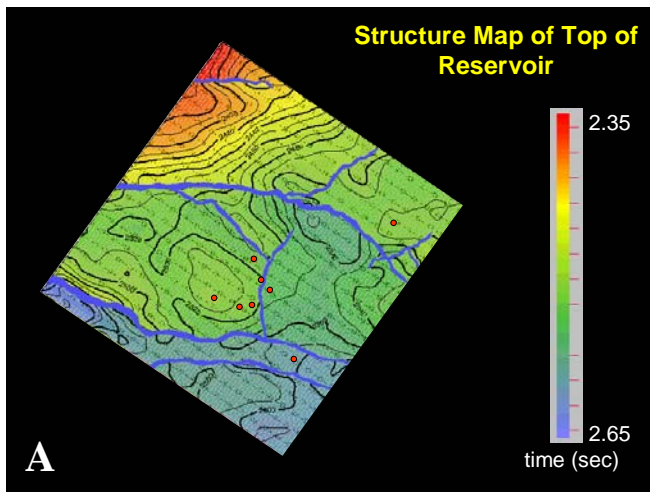 Structure Map of Top of
Reservoir
2.35
2.65
time (sec)
A